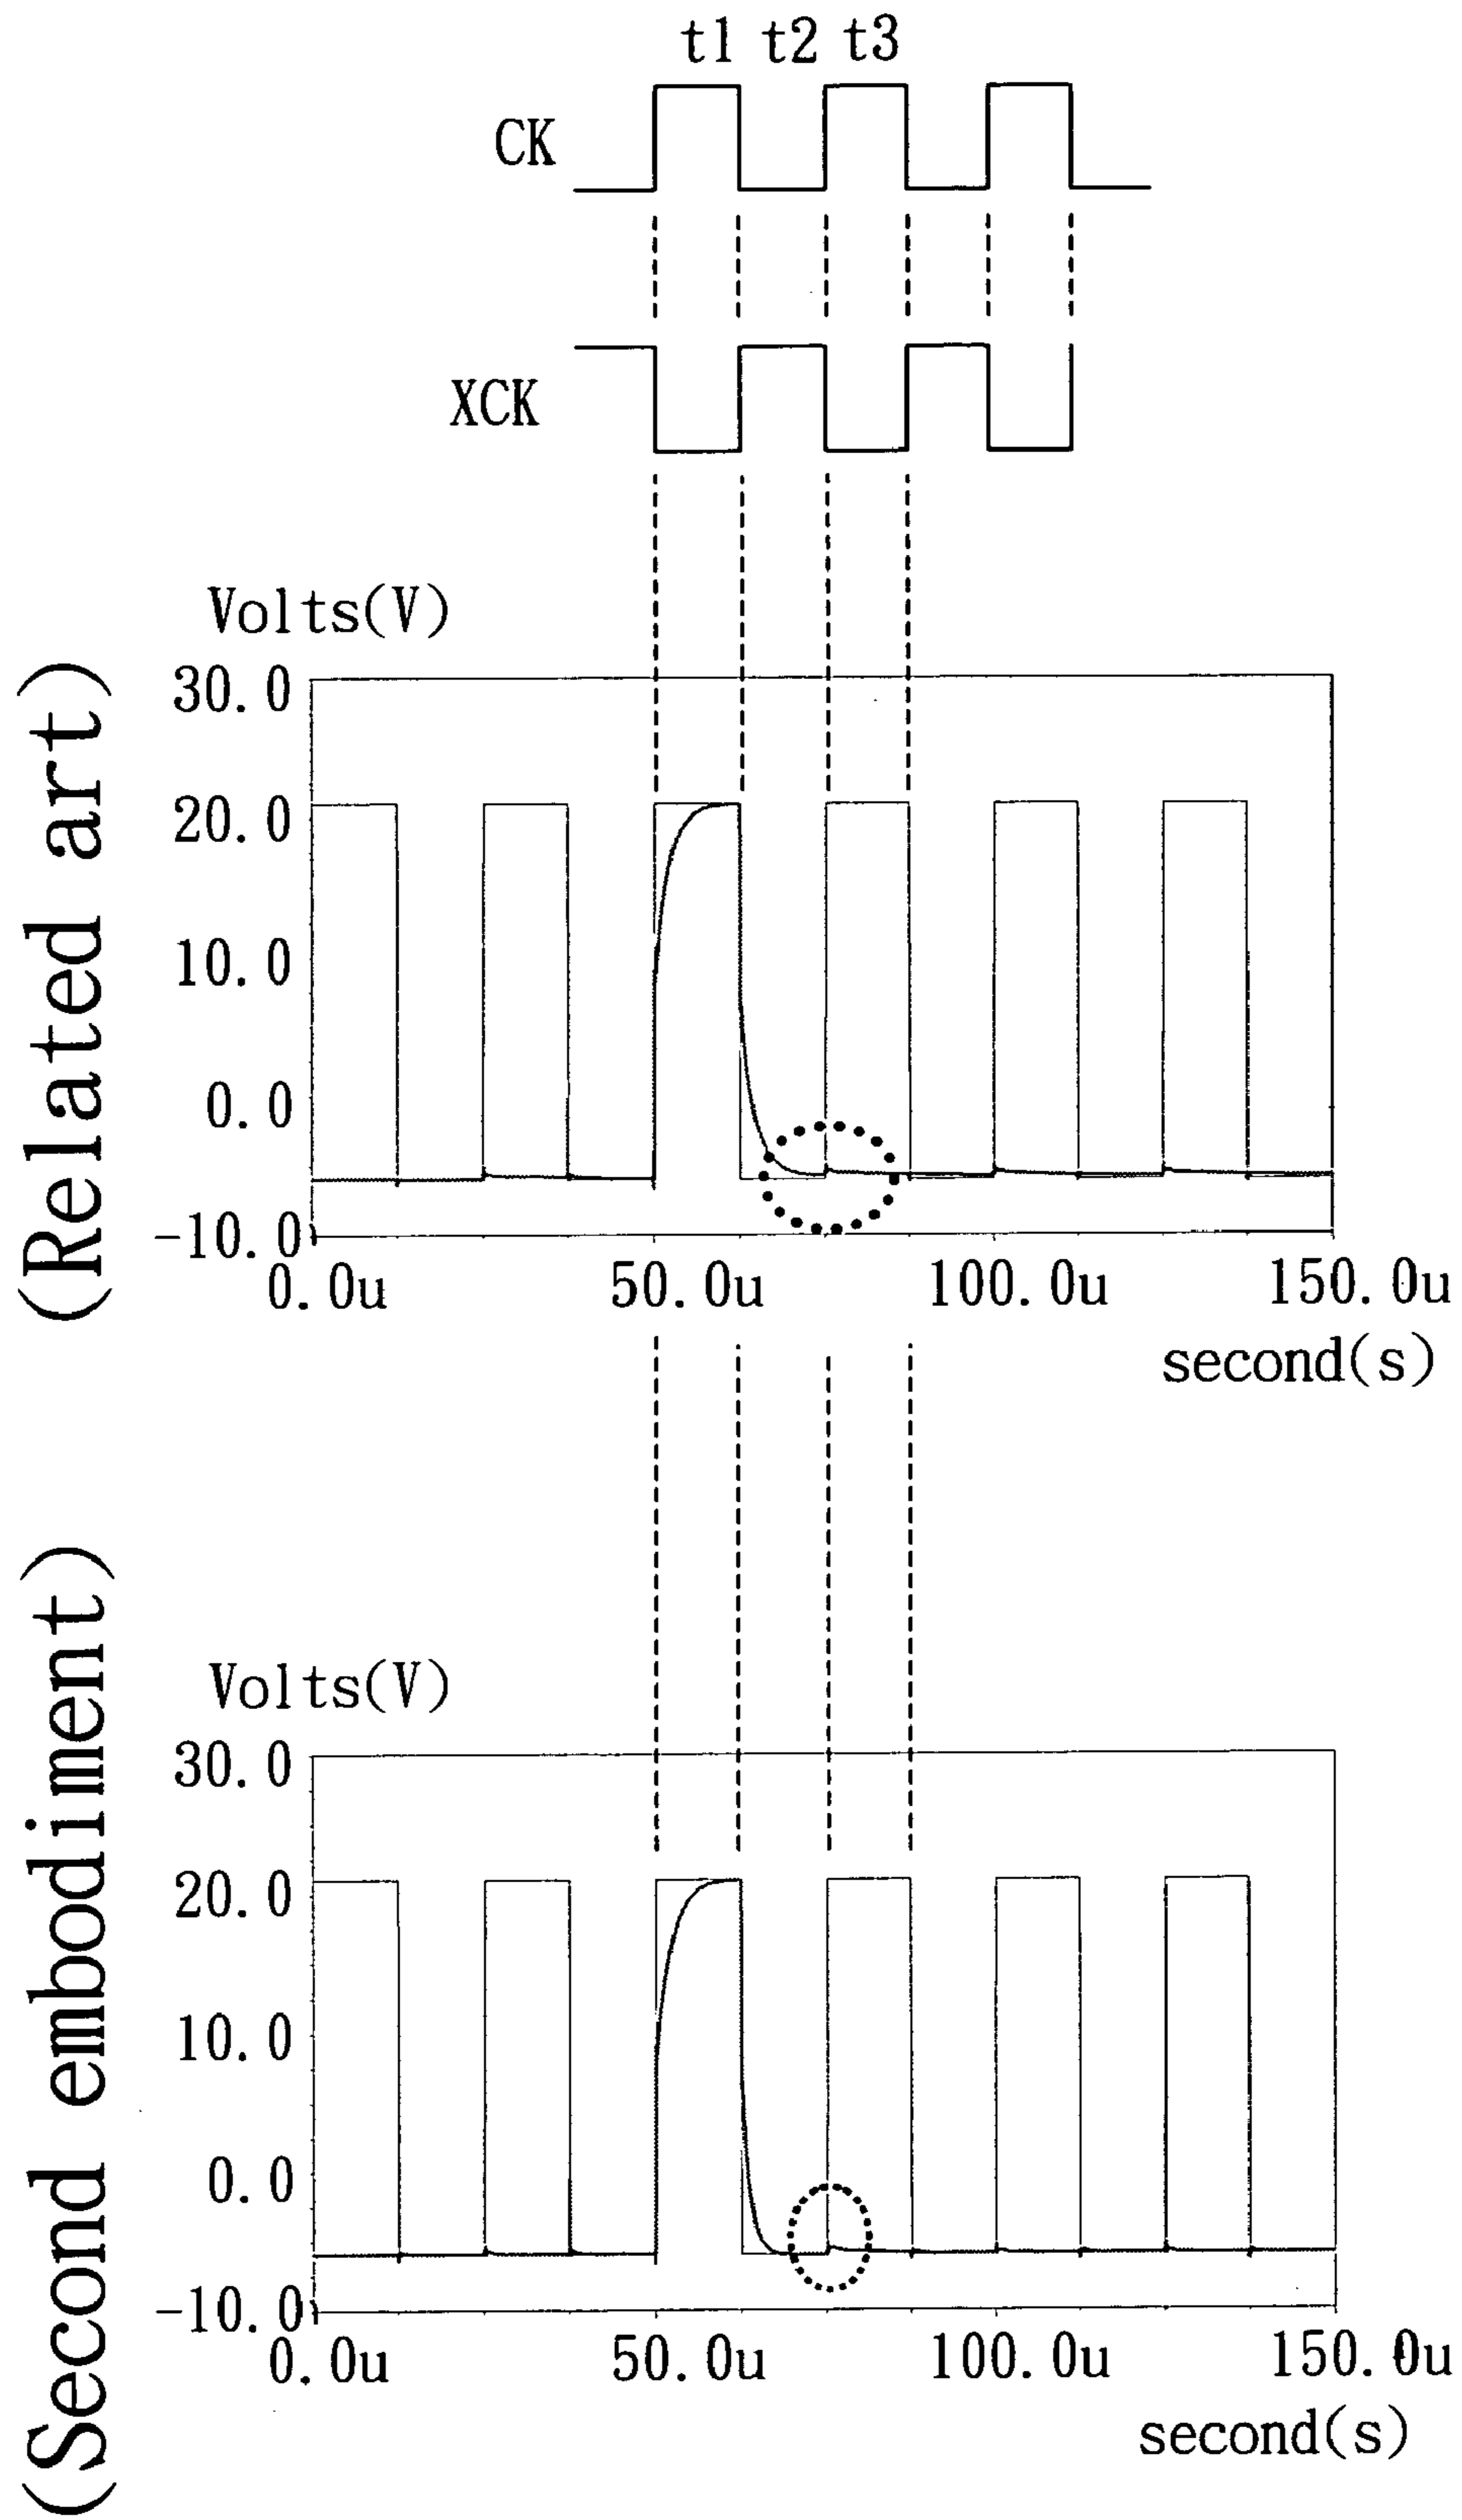 t1 t2 t3
CK
XCK
(Related art)
Volts(V)
30.0
20.0
10.0
0.0
-10.0
0.0u 50.0u 100.0u 150.0u
second(s)
(Second embodiment)
Volts(V)
30.0
20.0
10.0
0.0
-10.0
0.0u 50.0u 100.0u 150.0u
second(s)